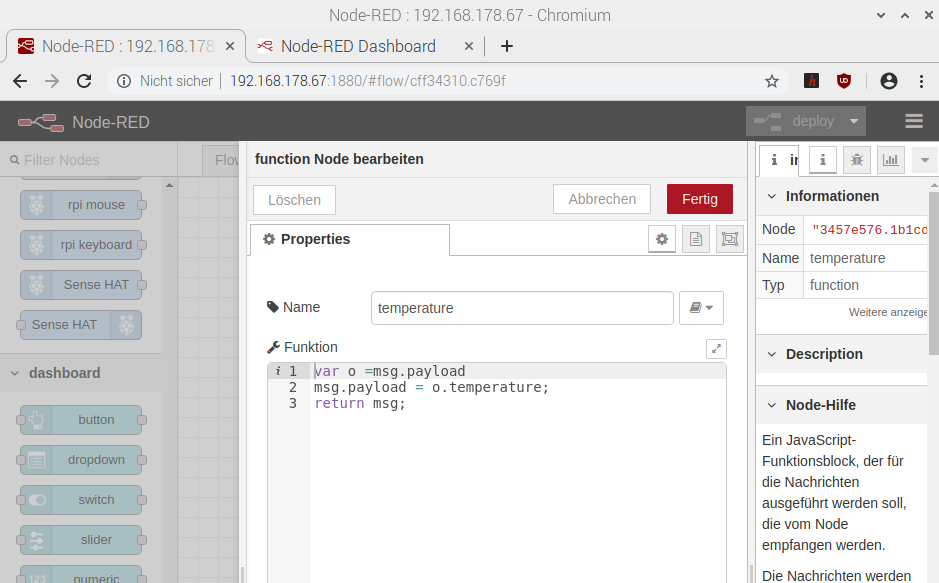 Node-RED : 192.168.178.67 - Chromium
Node-RED : 192.168.178
Node-RED Dashboard
Nicht sicher
192.168.178.67:1880/#flow/cff34310.c769f
Node-RED
deploy
Filter Nodes
rpi mouse
rpi keyboard
Sense HAT
Sense HAT
dashboard
button
dropdown
switch
slider
numeric
Flow
function Node bearbeiten
Löschen
Abbrechen
Fertig
Properties
Name
temperature
Funktion
i 1 var o =msg.payload
2 msg.payload = o.temperature;
3 return msg;
i in
Informationen
Node "3457e576.1b1cd
Name temperature
Typ function
Weitere anzeige
Description
Node-Hilfe
Ein JavaScript-
Funktionsblock, der für
die Nachrichten
ausgeführt werden soll,
die vom Node
empfangen werden.
Die Nachrichten werden